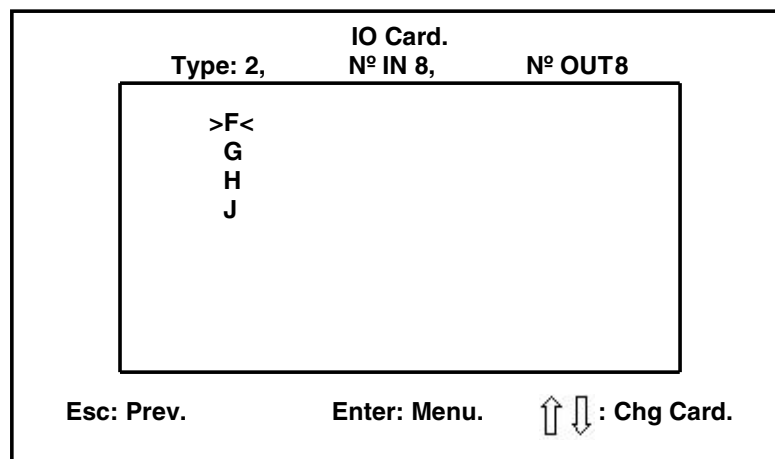 IO Card.
Type: 2, Nº IN 8, Nº OUT8
>F<
G
H
J
Esc: Prev. Enter: Menu. ⇧ ⇩ : Chg Card.